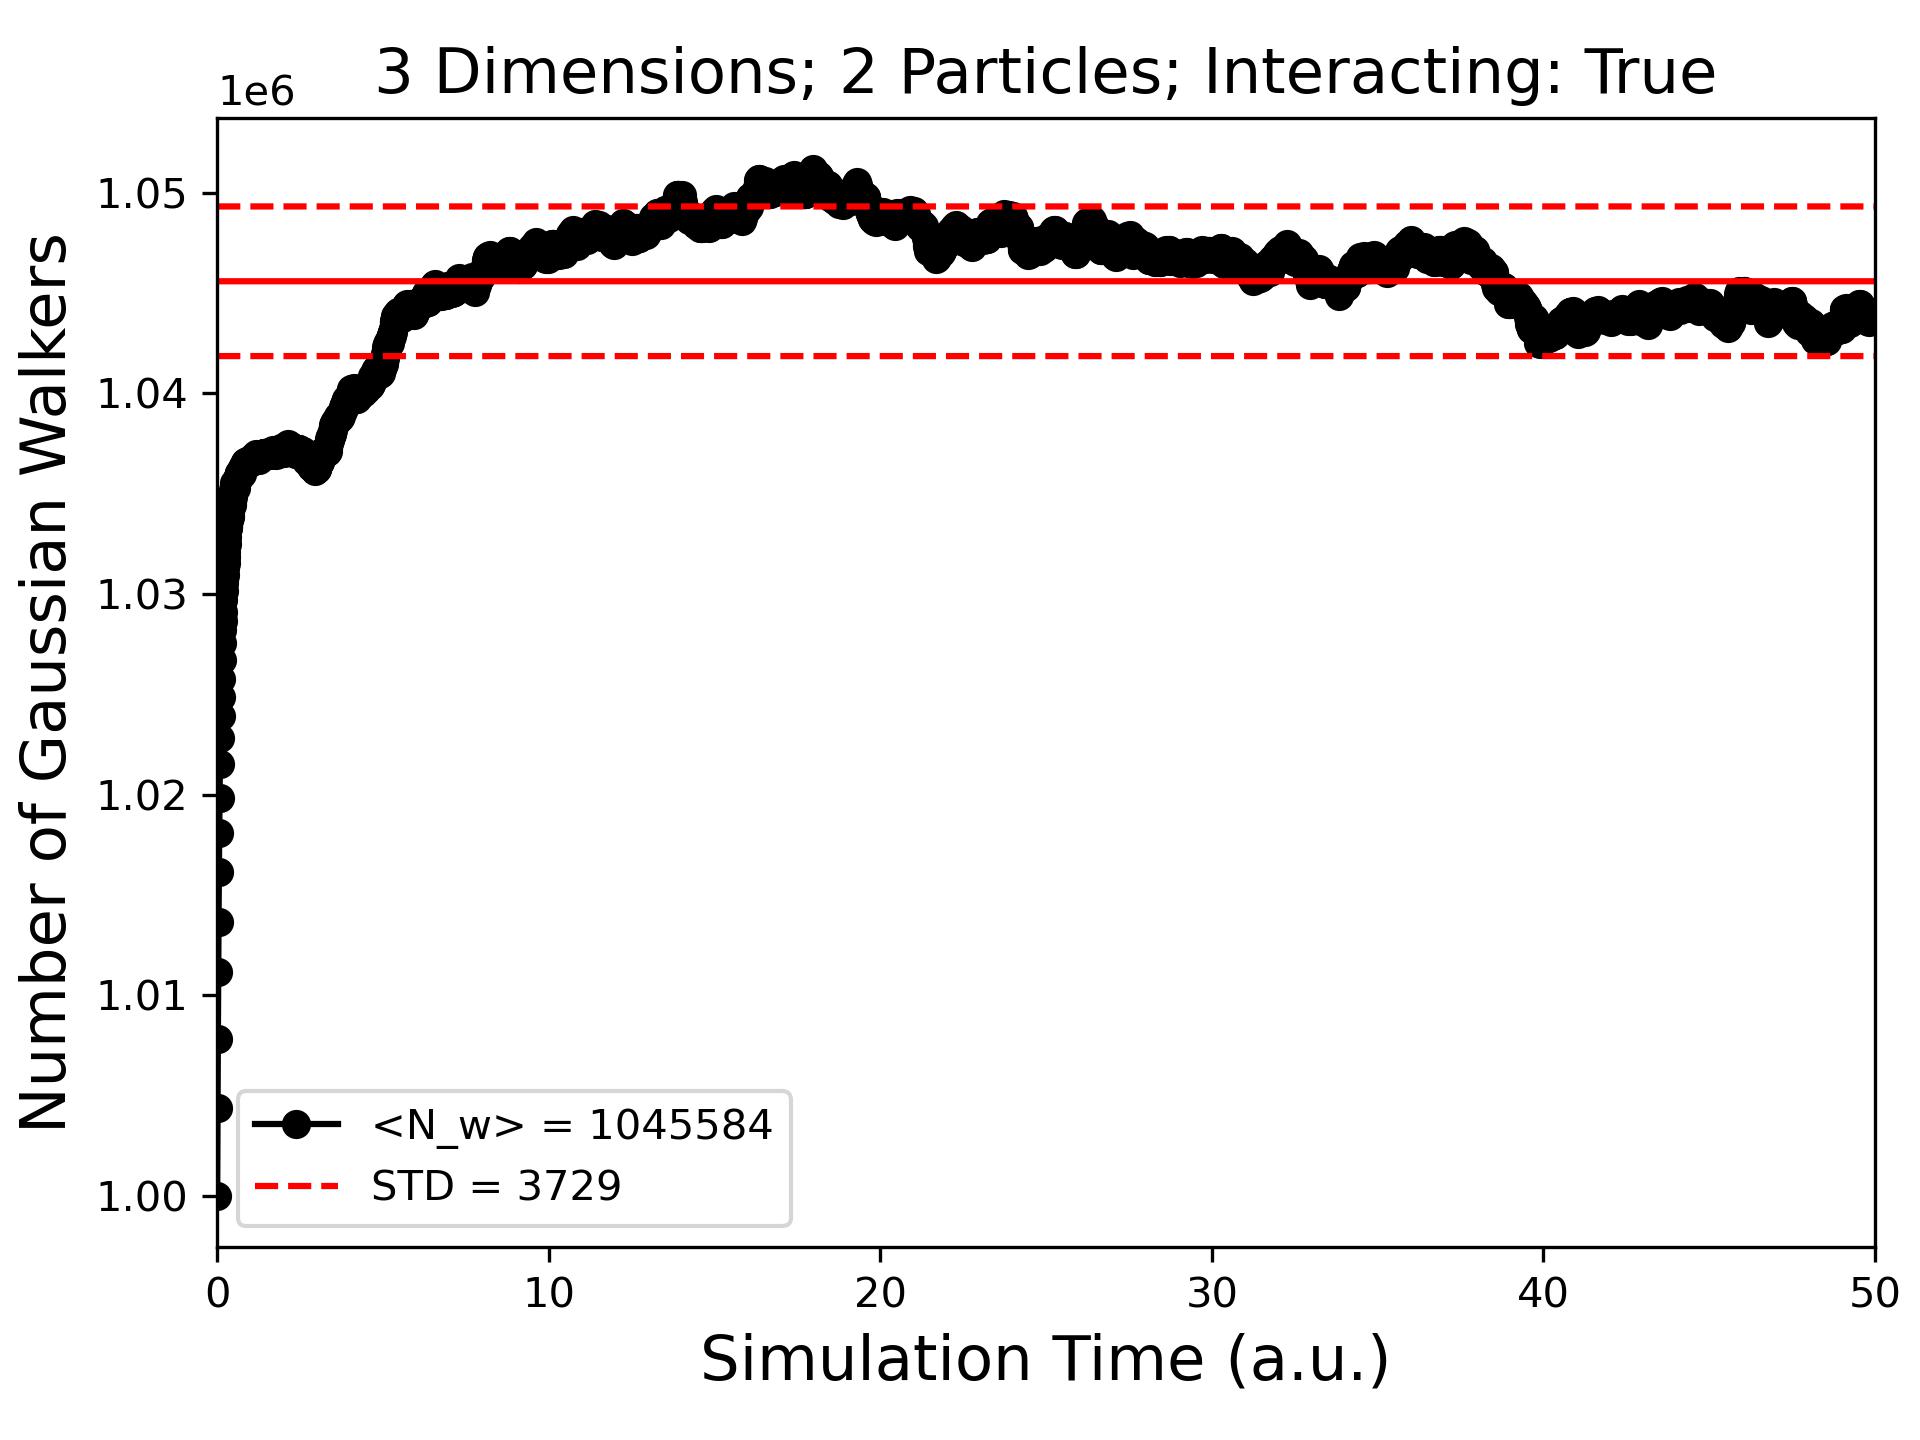 3 Dimensions; 2 Particles; Interacting: True
1e6
1.05
1.04
1.03
1.02
1.01
1.00
Number of Gaussian Walkers
<N_w> = 1045584
STD = 3729
0 10 20 30 40 50
Simulation Time (a.u.)